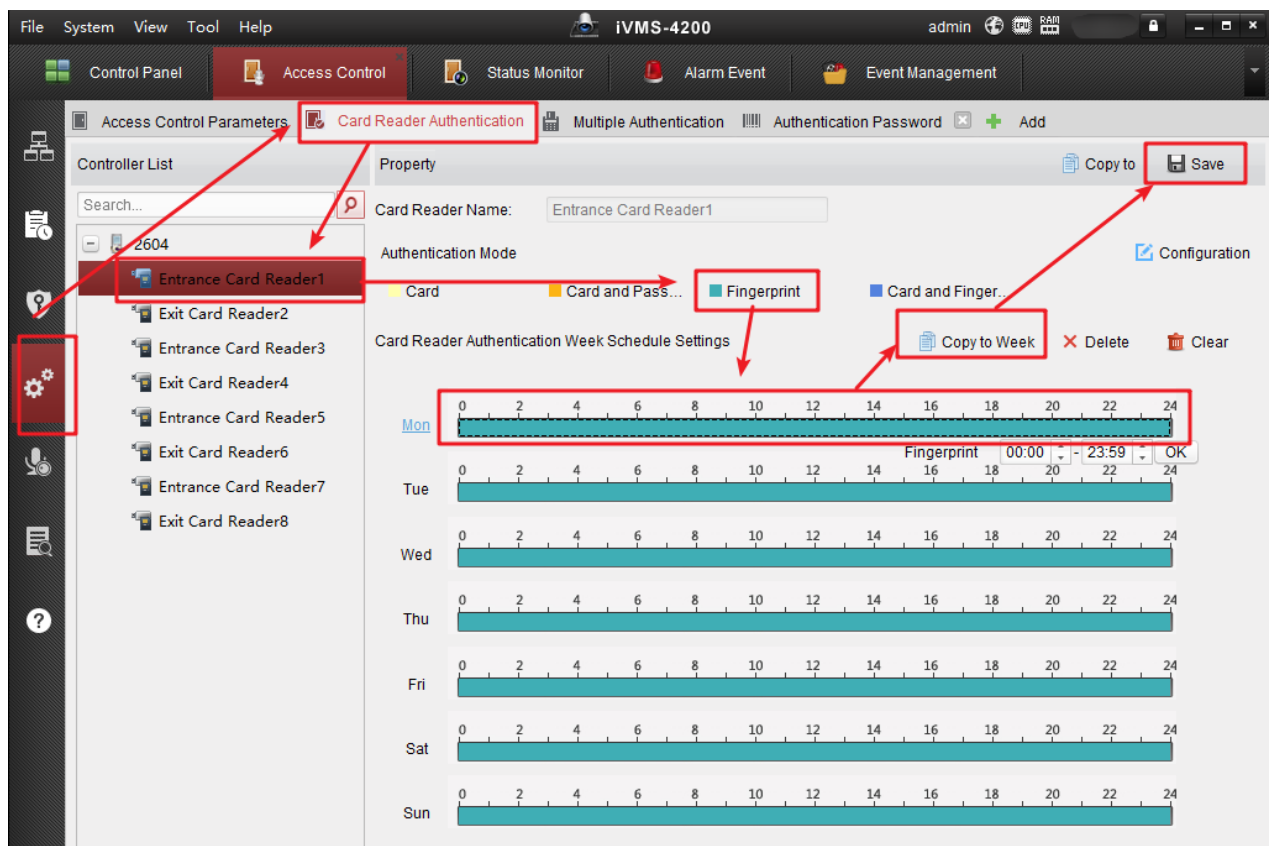 File System View Tool Help iVMS-4200 admin CPU RAM
Control Panel Access Control Status Monitor Alarm Event Event Management
Access Control Parameters Card Reader Authentication Multiple Authentication Authentication Password Add
Controller List
Search...
2604
Entrance Card Reader1
Exit Card Reader2
Entrance Card Reader3
Exit Card Reader4
Entrance Card Reader5
Exit Card Reader6
Entrance Card Reader7
Exit Card Reader8
Property Copy to Save
Card Reader Name: Entrance Card Reader1
Authentication Mode Configuration
Card Card and Pass... Fingerprint Card and Finger...
Card Reader Authentication Week Schedule Settings Copy to Week Delete Clear
0 2 4 6 8 10 12 14 16 18 20 22 24
Mon
Fingerprint 00:00 - 23:59 OK
0 2 4 6 8 10 12 14 16 18 20 22 24
Tue
0 2 4 6 8 10 12 14 16 18 20 22 24
Wed
0 2 4 6 8 10 12 14 16 18 20 22 24
Thu
0 2 4 6 8 10 12 14 16 18 20 22 24
Fri
0 2 4 6 8 10 12 14 16 18 20 22 24
Sat
0 2 4 6 8 10 12 14 16 18 20 22 24
Sun